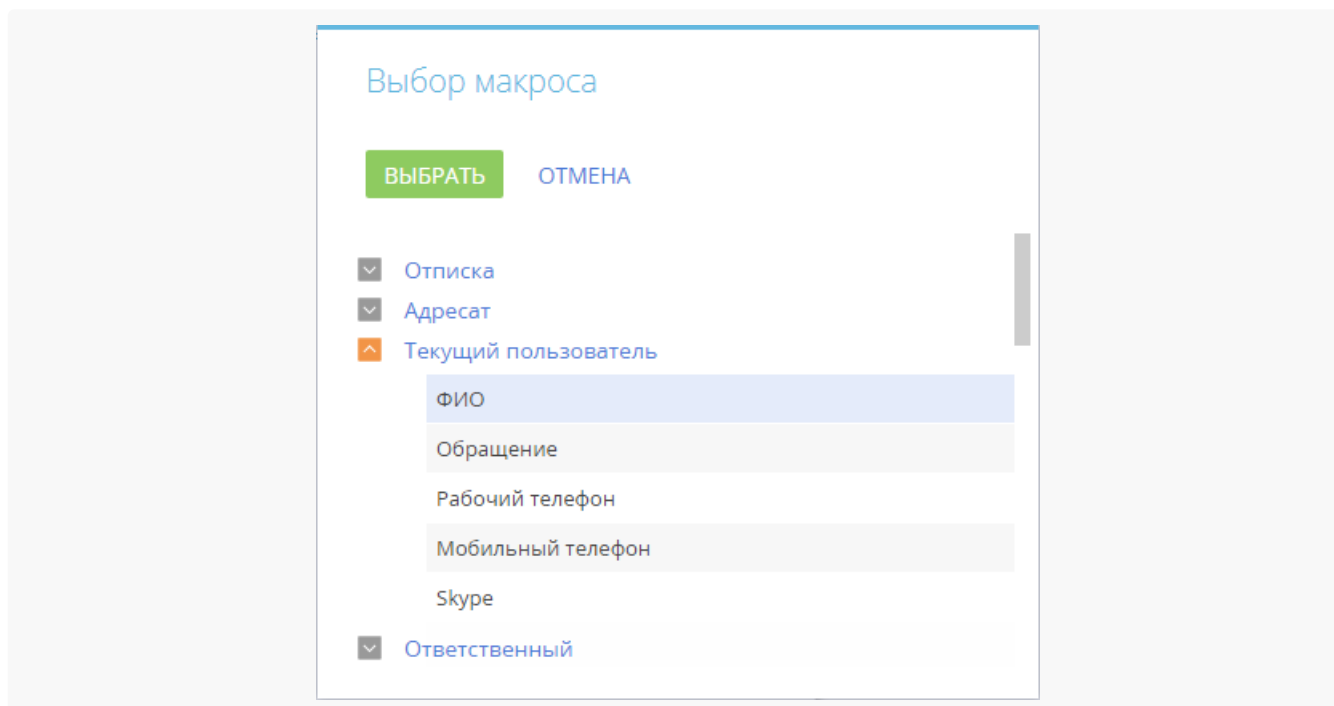 Выбор макроса
ВЫБРАТЬ ОТМЕНА
Отписка
Адресат
Текущий пользователь
ФИО
Обращение
Рабочий телефон
Мобильный телефон
Skype
Ответственный